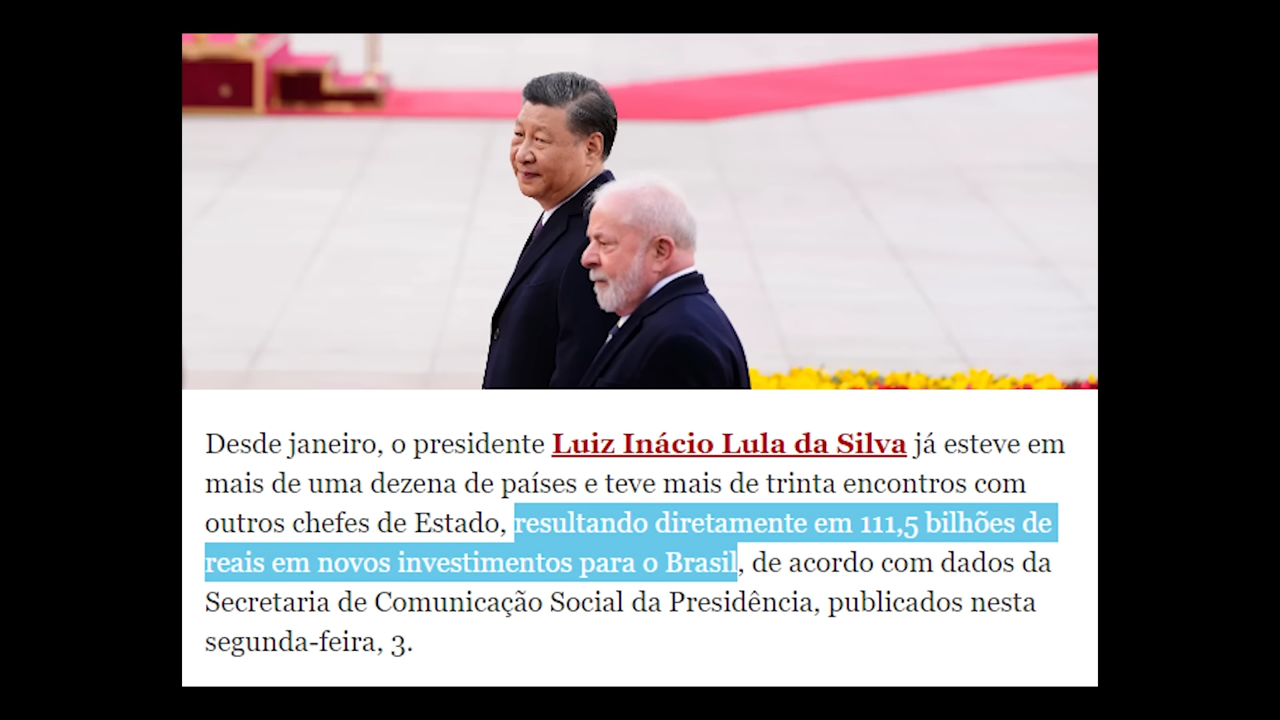 Desde janeiro, o presidente Luiz Inácio Lula da Silva já esteve em
mais de uma dezena de países e teve mais de trinta encontros com
outros chefes de Estado, resultando diretamente em 111,5 bilhões de
reais em novos investimentos para o Brasil, de acordo com dados da
Secretaria de Comunicação Social da Presidência, publicados nesta
segunda-feira, 3.